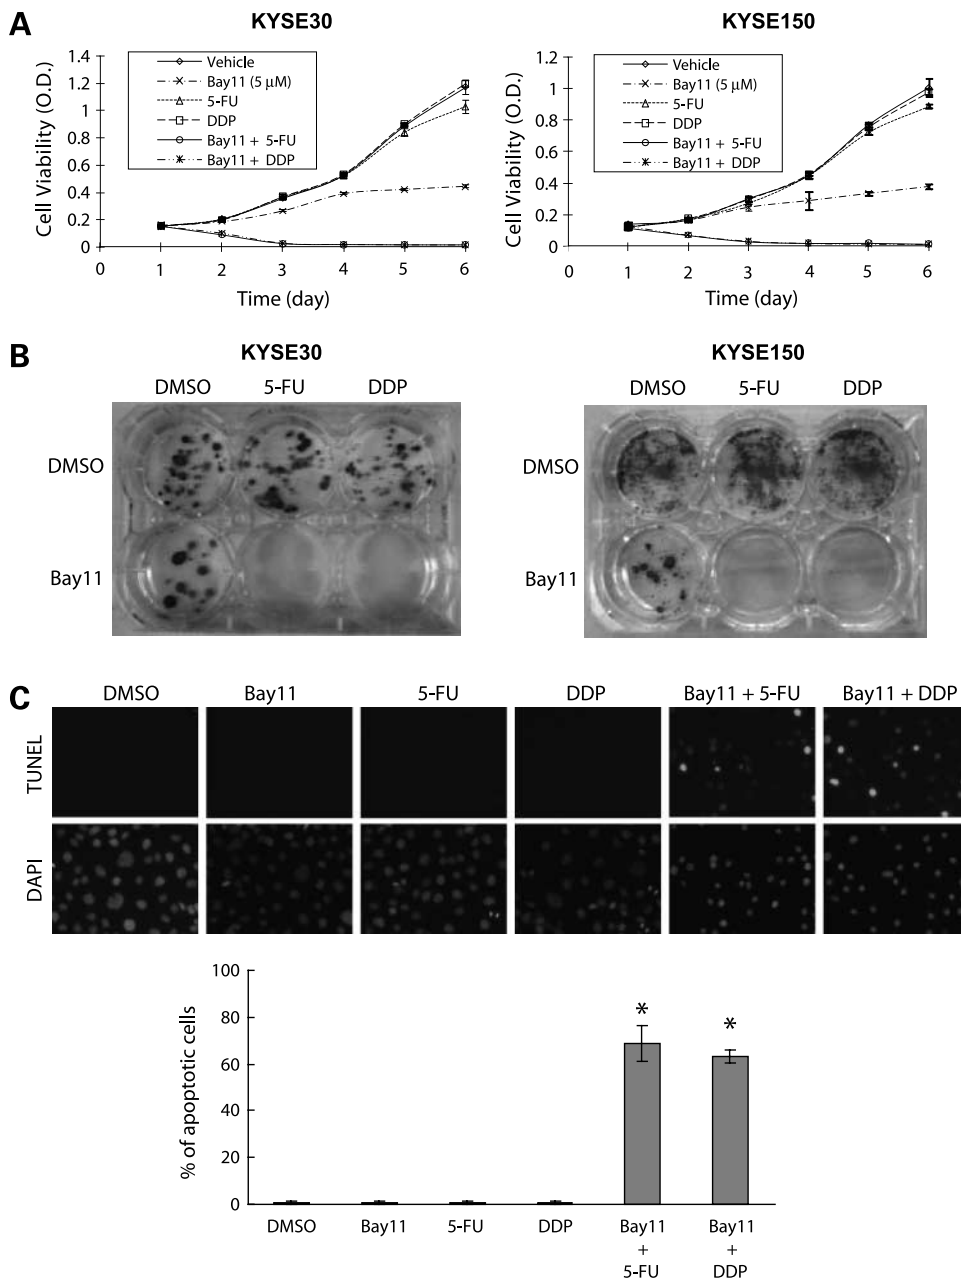 A
KYSE30
KYSE150
Cell Viability (O.D.)
1.4
1.2
1
0.8
0.6
0.4
0.2
0
0
1
2
3
4
5
6
Time (day)
Vehicle
Bay11 (5 μM)
5-FU
DDP
Bay11 + 5-FU
Bay11 + DDP
Cell Viability (O.D.)
1.2
1
0.8
0.6
0.4
0.2
0
0
1
2
3
4
5
6
Time (day)
Vehicle
Bay11 (5 μM)
5-FU
DDP
Bay11 + 5-FU
Bay11 + DDP
B
KYSE30
KYSE150
DMSO 5-FU DDP
DMSO
Bay11
DMSO 5-FU DDP
DMSO
Bay11
C
DMSO Bay11 5-FU DDP Bay11 + 5-FU Bay11 + DDP
TUNEL
DAPI
% of apoptotic cells
100
80
60
40
20
0
*
*
DMSO
Bay11
5-FU
DDP
Bay11
+
5-FU
Bay11
+
DDP